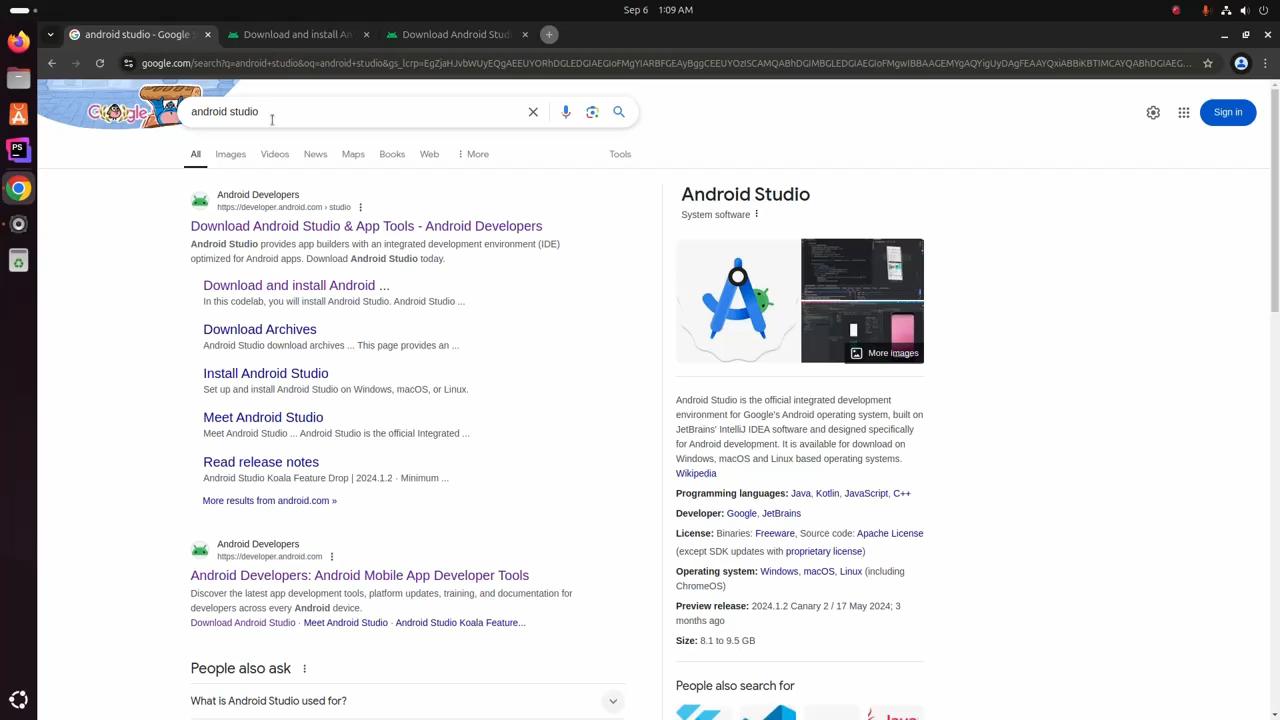 Sep 6 1:09 AM
android studio - Google
Download and install An
Download Android Stud
google.com/search?q=android+studio&oq=android+studio&gs_lcrp=EgZjaHJvbWUyEQgAEEUYORhDGLEDGIAEGIoFMgYIARBFGEAyBggCEEUYOzISCAMQABhDGIMBGLEDGIAEGIoFMgwIBBAAGEMYgAQYigUyDAgFEAAYQxiABBiKBTIMCAYQABhDGIAEG...
Google
android studio
Sign in
All Images Videos News Maps Books Web More Tools
Android Developers
https://developer.android.com › studio
Download Android Studio & App Tools - Android Developers
Android Studio provides app builders with an integrated development environment (IDE)
optimized for Android apps. Download Android Studio today.
Download and install Android ...
In this codelab, you will install Android Studio. Android Studio ...
Download Archives
Android Studio download archives ... This page provides an ...
Install Android Studio
Set up and install Android Studio on Windows, macOS, or Linux.
Meet Android Studio
Meet Android Studio ... Android Studio is the official Integrated ...
Read release notes
Android Studio Koala Feature Drop | 2024.1.2 · Minimum ...
More results from android.com »
Android Developers
https://developer.android.com
Android Developers: Android Mobile App Developer Tools
Discover the latest app development tools, platform updates, training, and documentation for
developers across every Android device.
Download Android Studio · Meet Android Studio · Android Studio Koala Feature...
People also ask
What is Android Studio used for?
Android Studio
System software
More images
Android Studio is the official integrated development
environment for Google's Android operating system, built on
JetBrains' IntelliJ IDEA software and designed specifically
for Android development. It is available for download on
Windows, macOS and Linux based operating systems.
Wikipedia
Programming languages: Java, Kotlin, JavaScript, C++
Developer: Google, JetBrains
License: Binaries: Freeware, Source code: Apache License
(except SDK updates with proprietary license)
Operating system: Windows, macOS, Linux (including
ChromeOS)
Preview release: 2024.1.2 Canary 2 / 17 May 2024; 3
months ago
Size: 8.1 to 9.5 GB
People also search for
PS